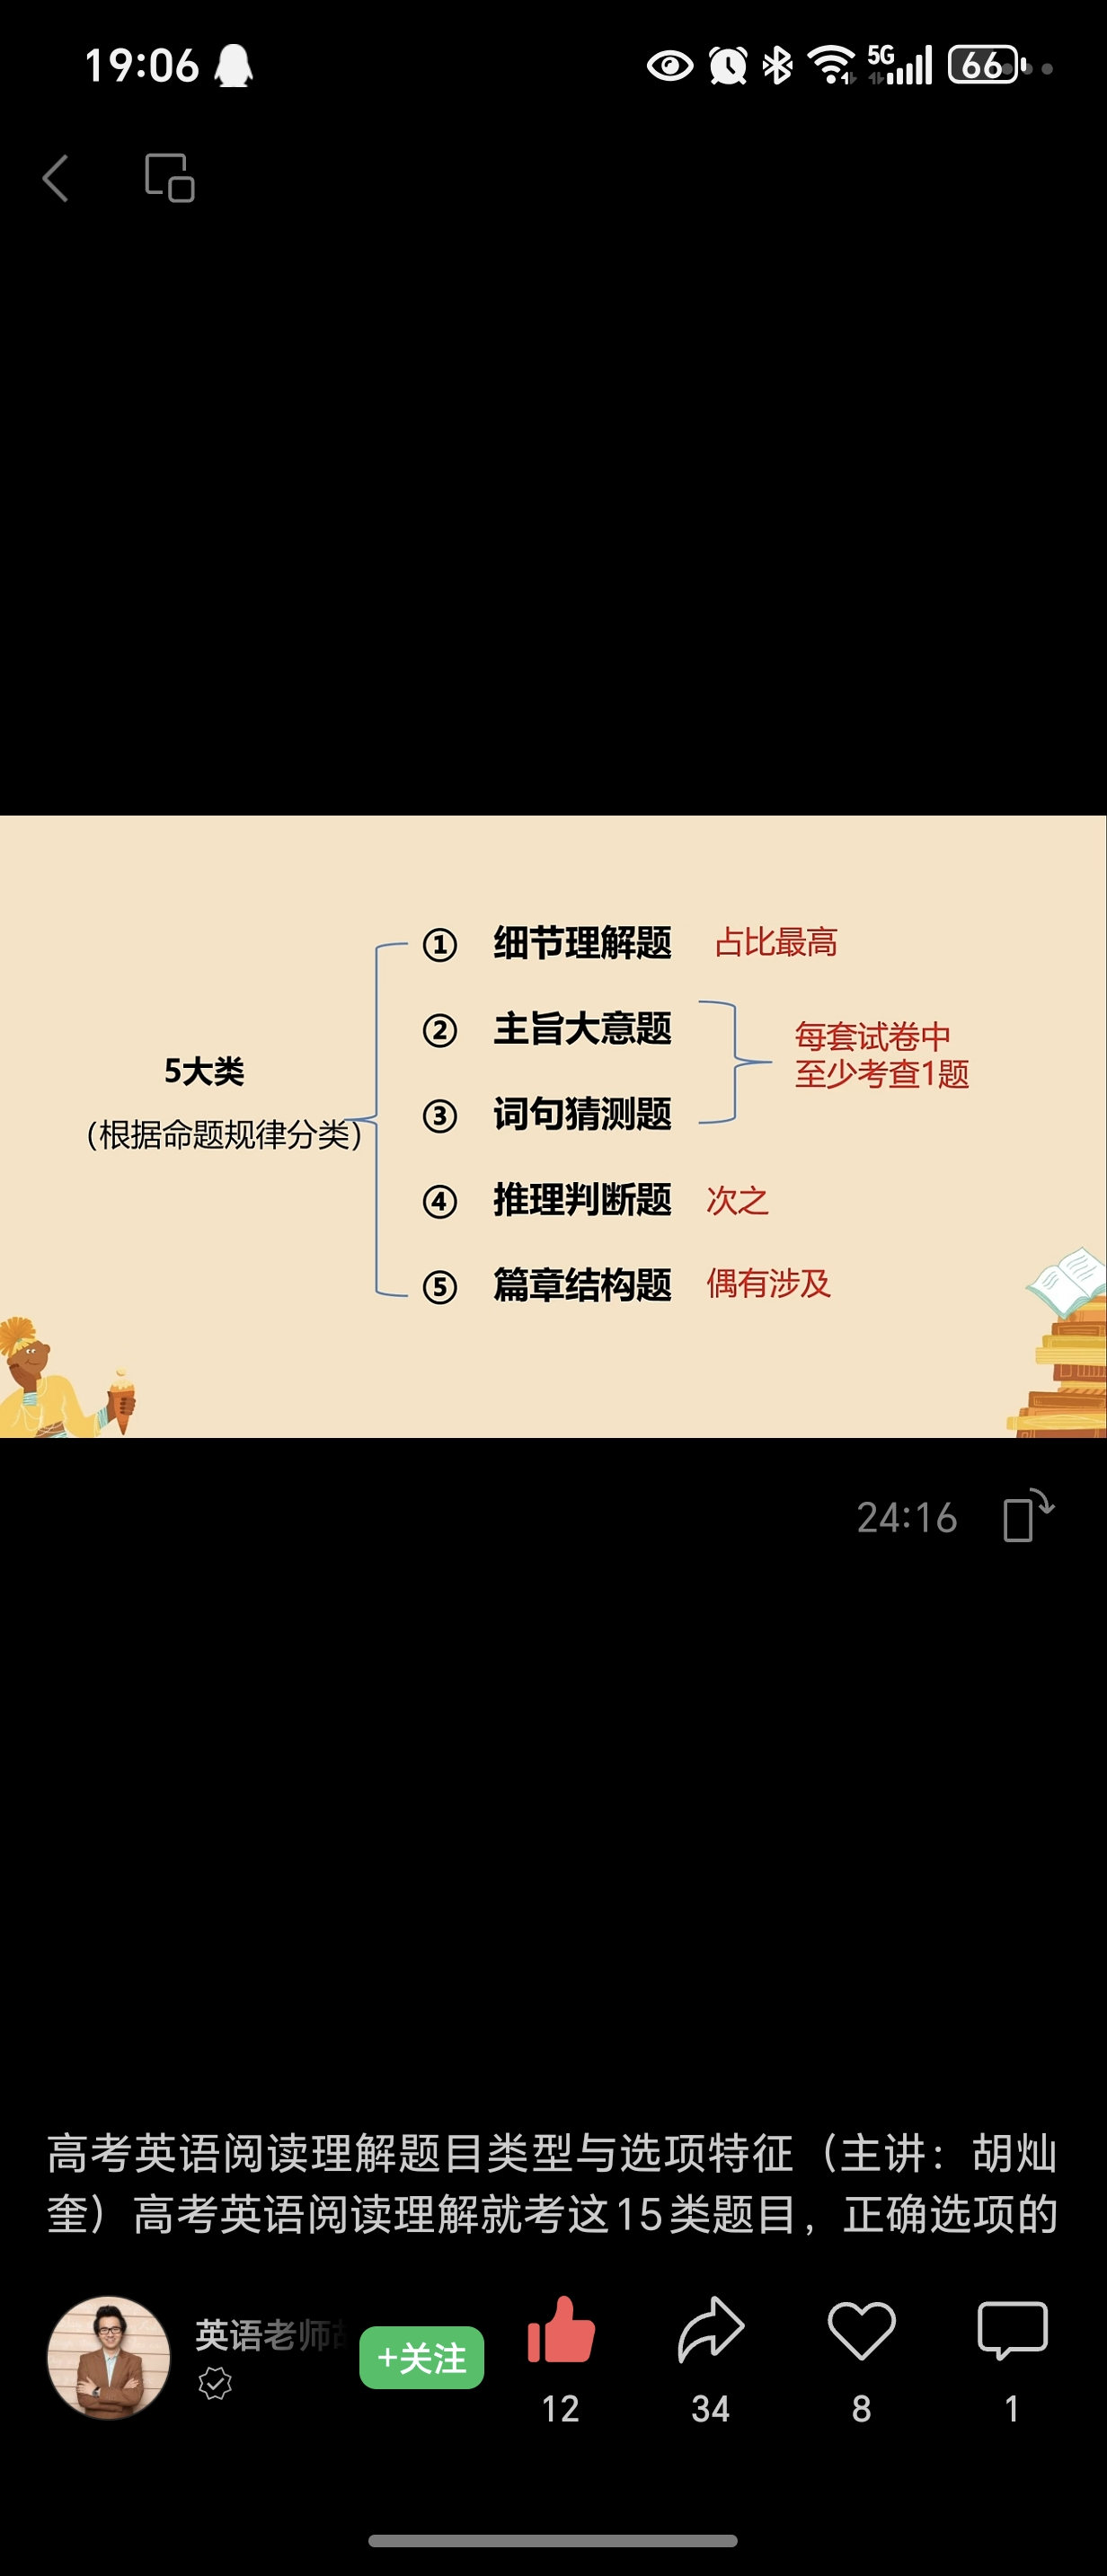 19:06
5G
66
① 细节理解题 占比最高
② 主旨大意题
每套试卷中
至少考查1题
5大类
③ 词句猜测题
(根据命题规律分类)
④ 推理判断题 次之
⑤ 篇章结构题 偶有涉及
24:16
高考英语阅读理解题目类型与选项特征（主讲：胡灿
奎）高考英语阅读理解就考这15类题目，正确选项的
英语老师
+关注
12 34 8 1